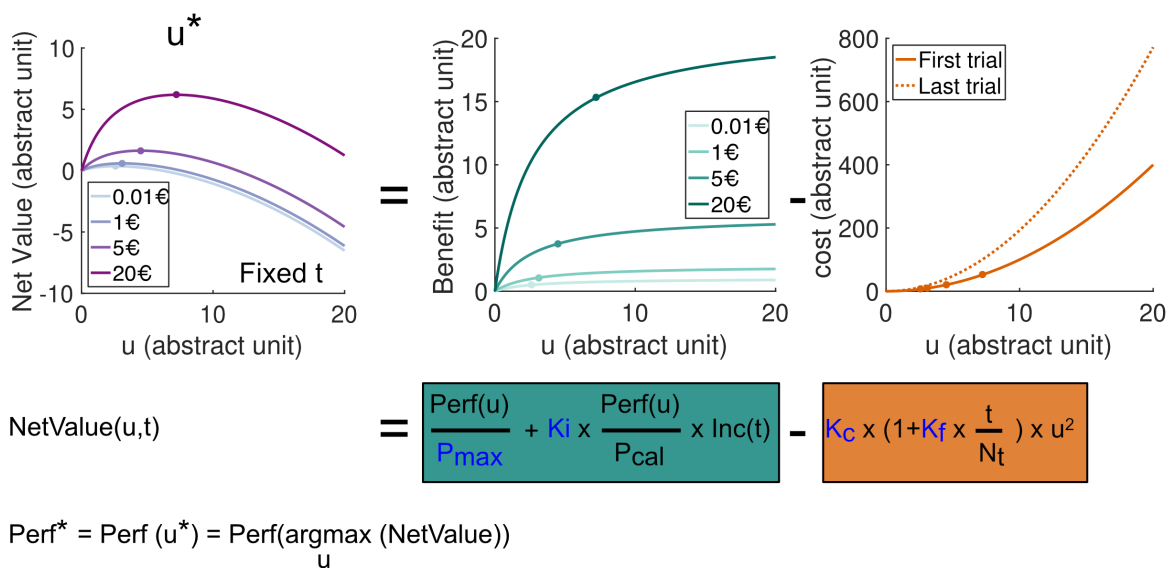 u*
Net Value (abstract unit)
10
5
0
-5
-10
0.01€
1€
5€
20€
Fixed t
0
10
20
u (abstract unit)
=
Benefit (abstract unit)
20
15
10
5
0
0.01€
1€
5€
20€
0
10
20
u (abstract unit)
-
cost (abstract unit)
800
600
400
200
0
First trial
Last trial
0
10
20
u (abstract unit)
NetValue(u,t) = Perf(u)/Pmax + Ki x Perf(u)/Pcal x Inc(t) - Kc x (1+Kf x t/Nt ) x u²
Perf* = Perf (u*) = Perf(argmax (NetValue))
u